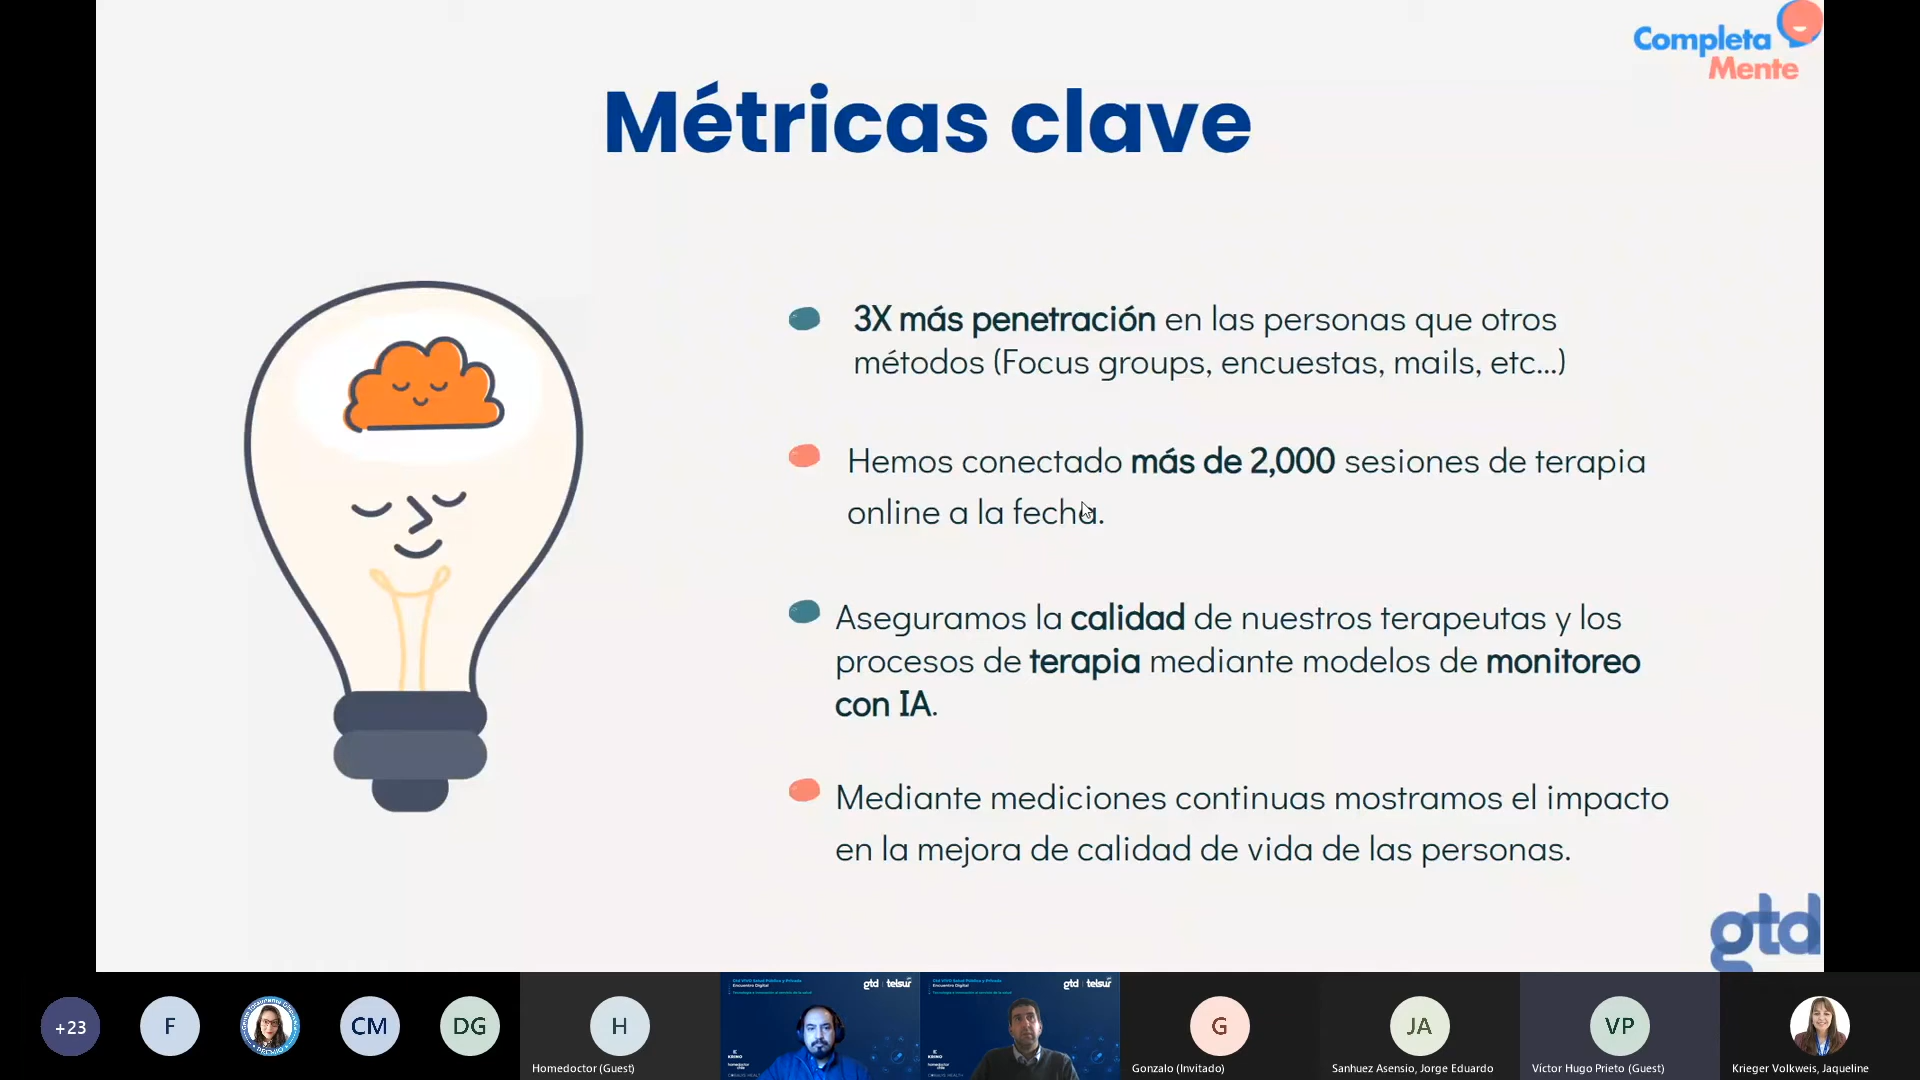 Completa
Mente
Métricas clave
3X más penetración en las personas que otros
métodos (Focus groups, encuestas, mails, etc...)
Hemos conectado más de 2,000 sesiones de terapia
online a la fecha.
Aseguramos la calidad de nuestros terapeutas y los
procesos de terapia mediante modelos de monitoreo
con IA.
Mediante mediciones continuas mostramos el impacto
en la mejora de calidad de vida de las personas.
gtd
+23
F
CM
DG
H
Homedoctor (Guest)
gtd telsur
Encuentro Digital
gtd telsur
Encuentro Digital
G
Gonzalo (Invitado)
JA
Sanhuez Asensio, Jorge Eduardo
VP
Víctor Hugo Prieto (Guest)
Krieger Volkweis, Jaqueline